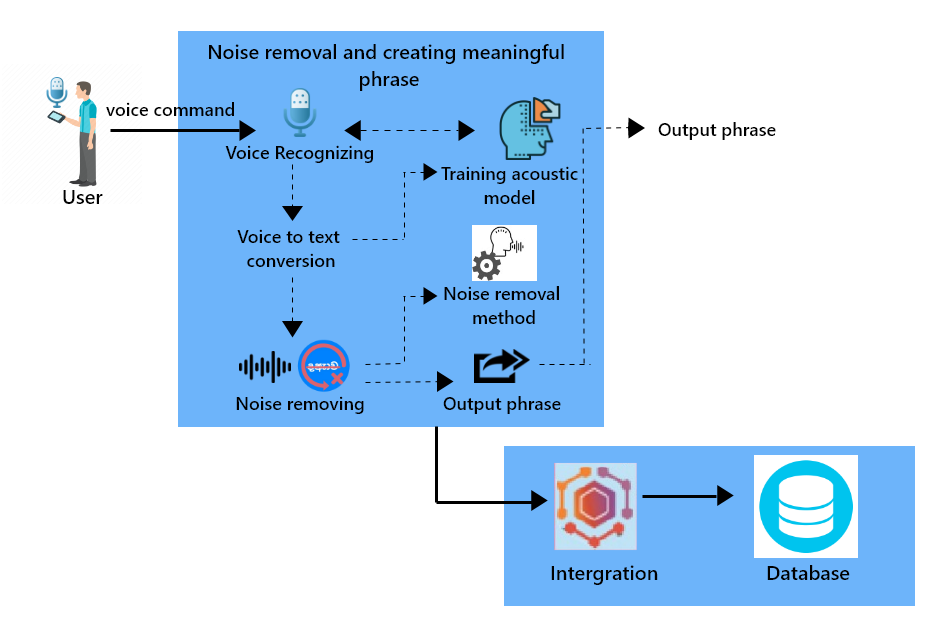 Noise removal and creating meaningful
phrase
voice command
User
Voice Recognizing
Training acoustic
model
Output phrase
Voice to text
conversion
Noise removal
method
Noise removing
Output phrase
Intergration
Database